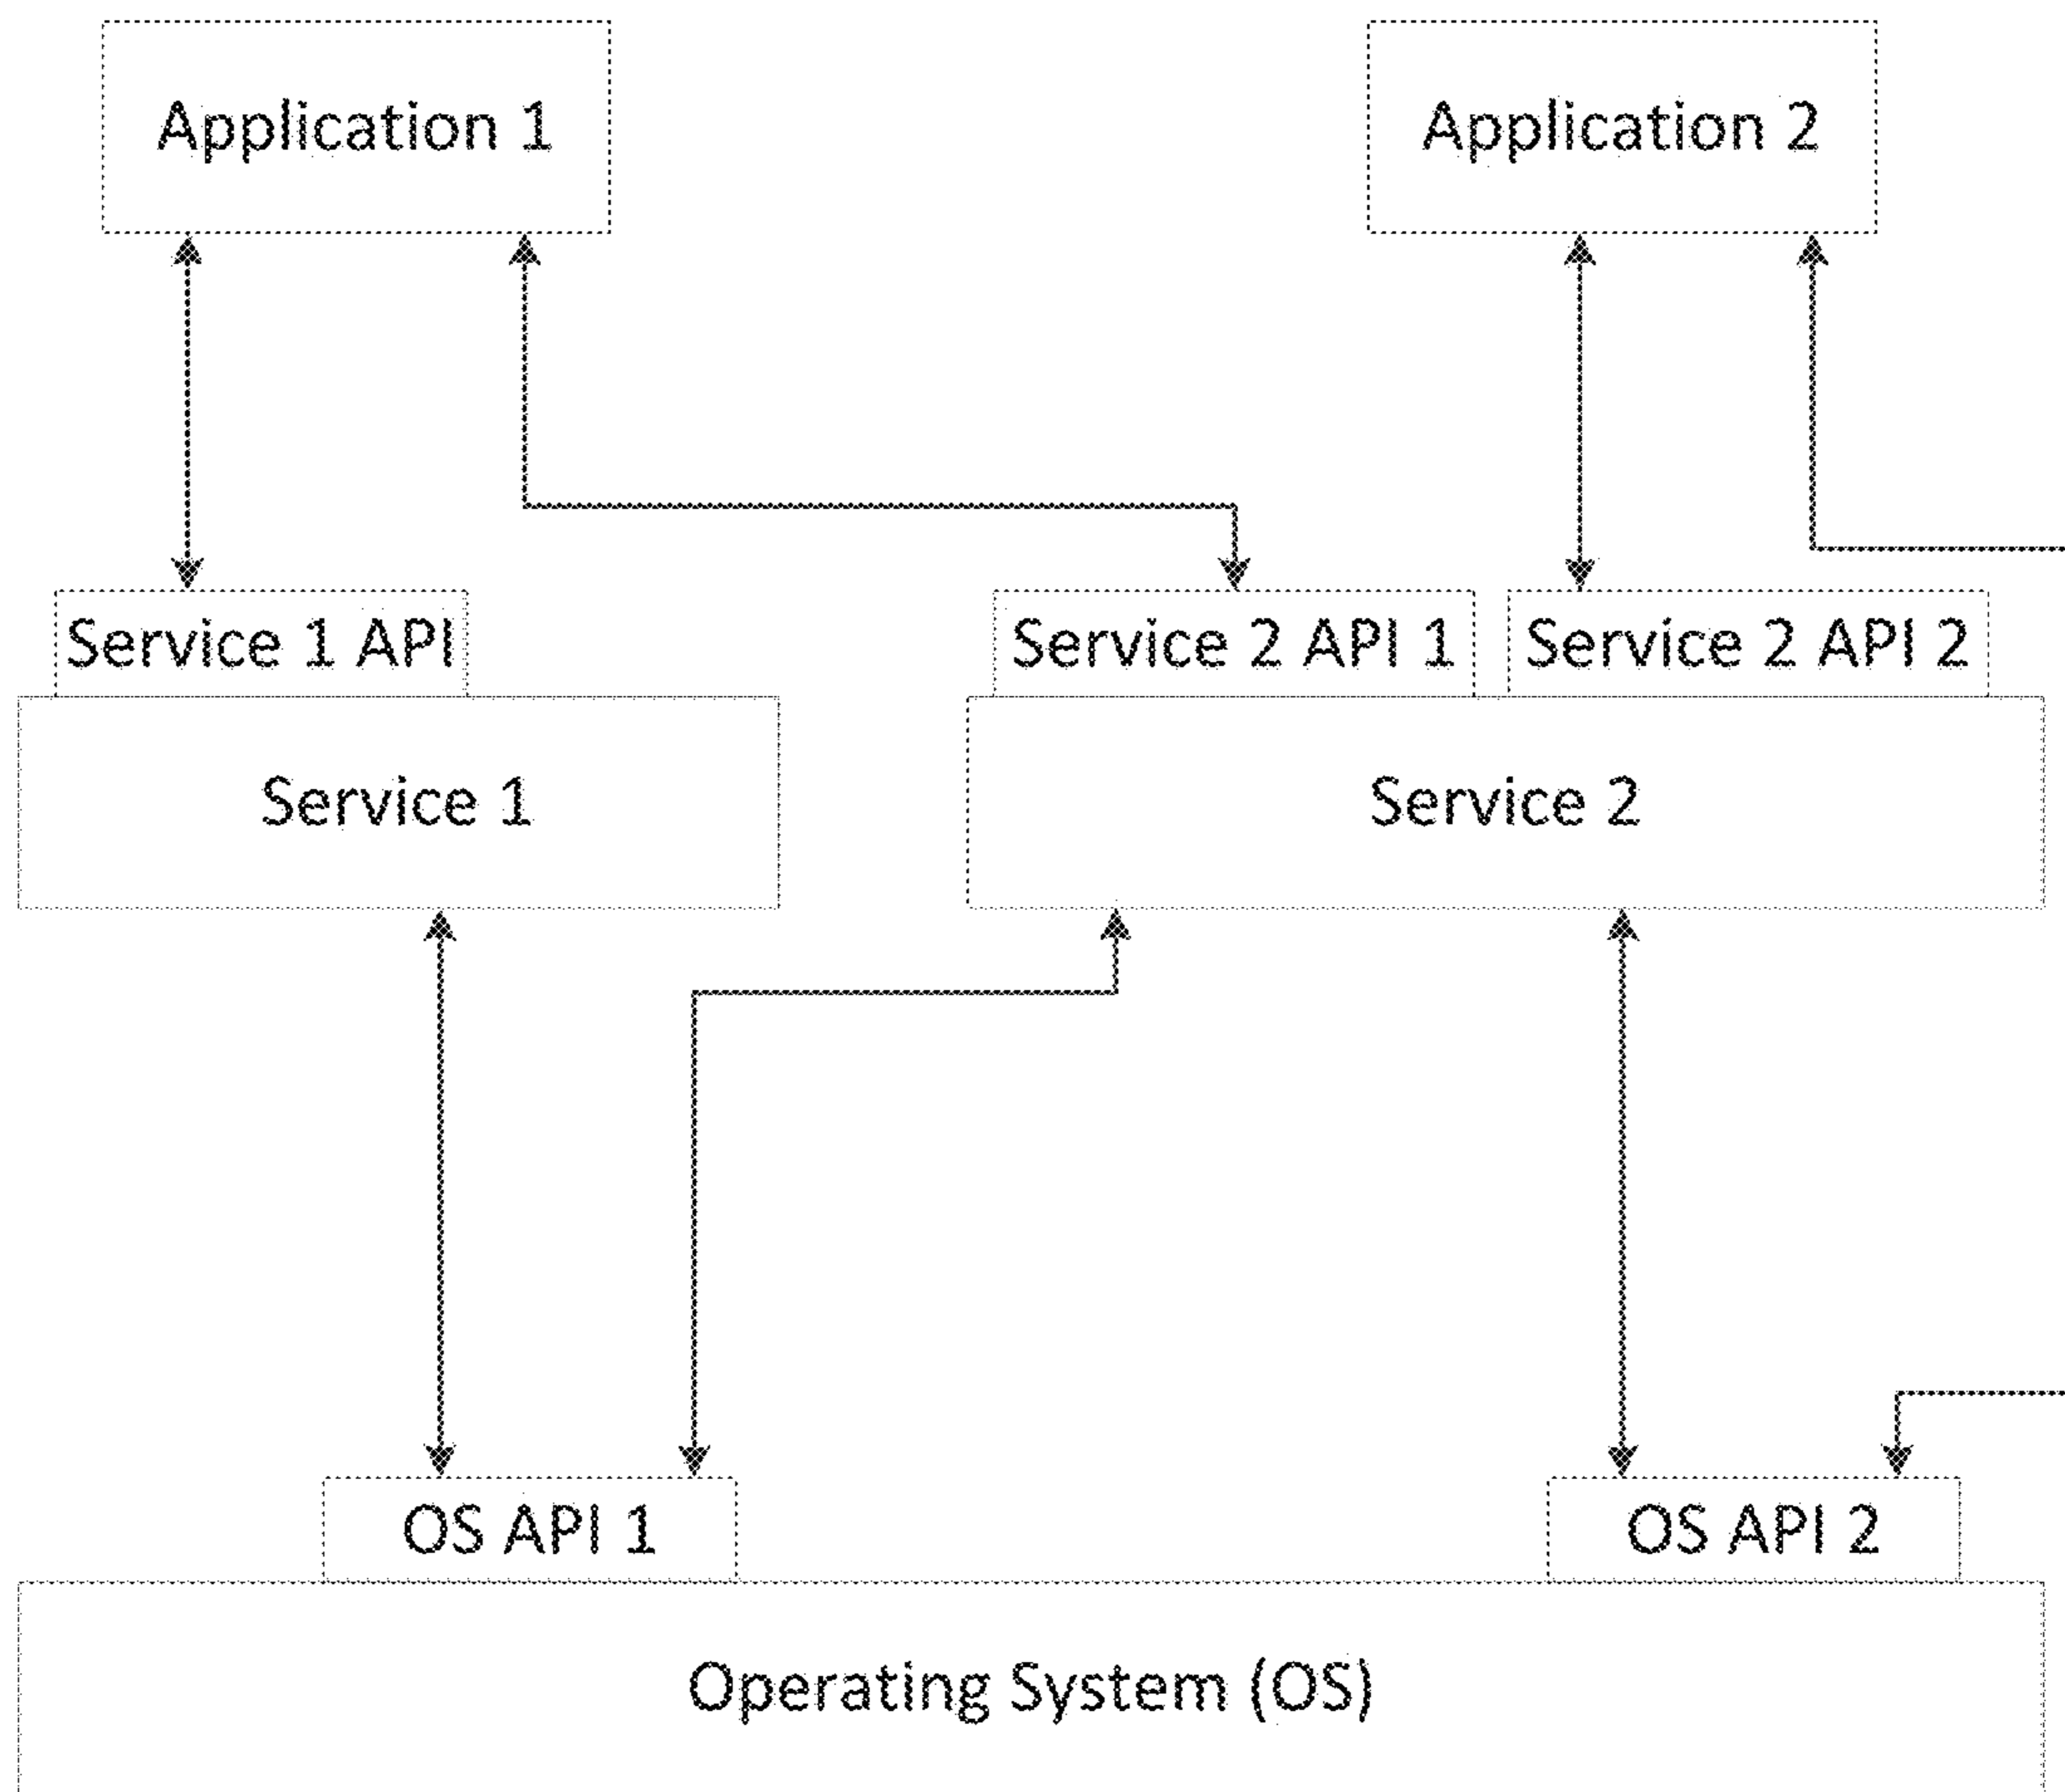 Application 1
Application 2
Service 1 API
Service 2 API 1
Service 2 API 2
Service 1
Service 2
OS API 1
OS API 2
Operating System (OS)